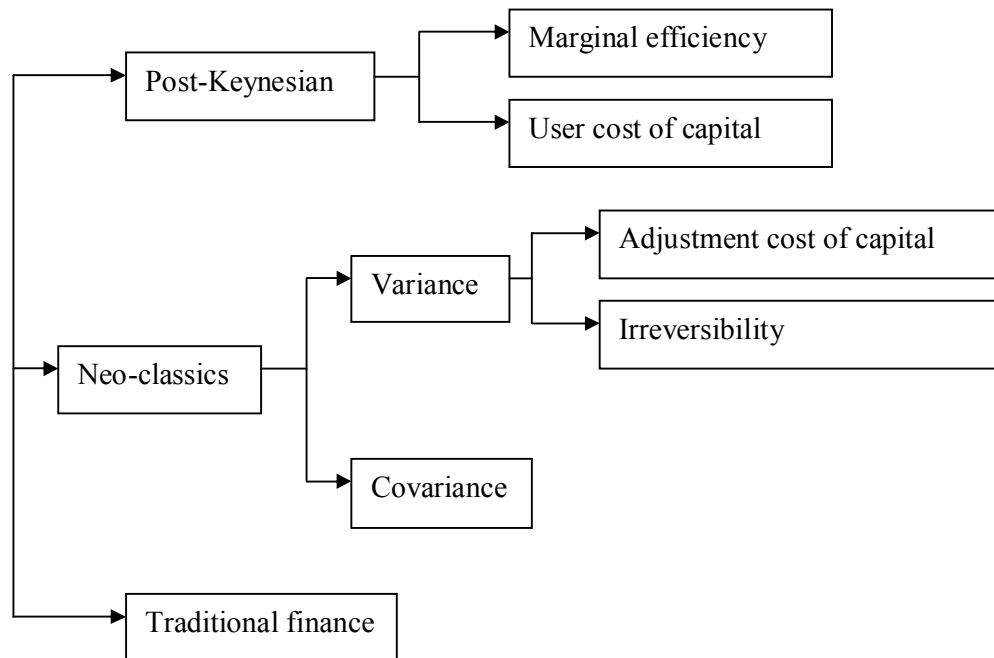 Post-Keynesian
Marginal efficiency
User cost of capital
Neo-classics
Variance
Adjustment cost of capital
Irreversibility
Covariance
Traditional finance